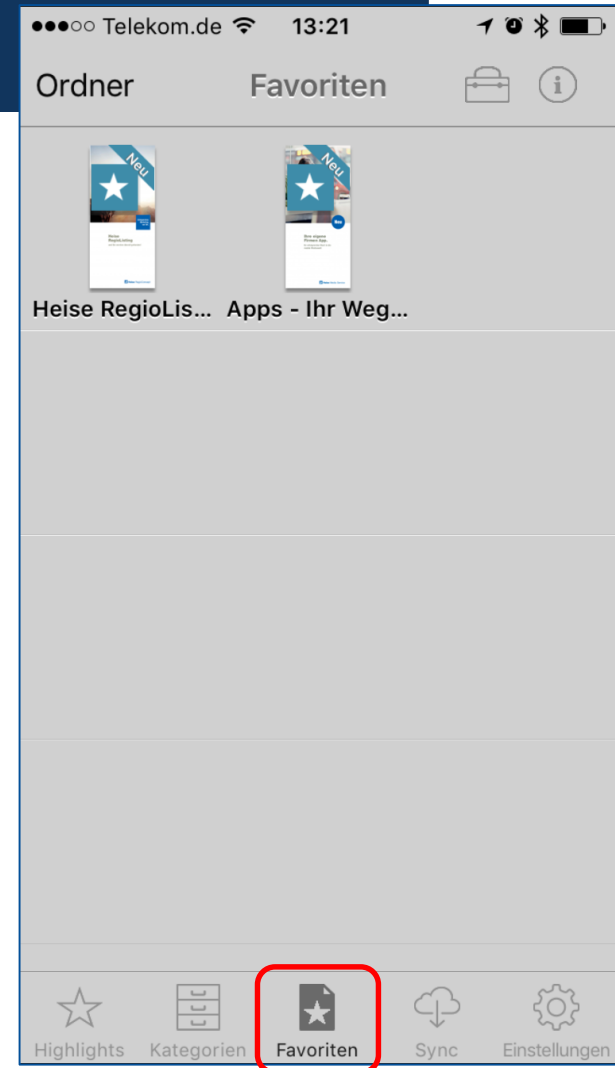 Telekom.de 13:21
Ordner Favoriten
Neu Neu
Heise RegioLis... Apps - Ihr Weg...
Highlights Kategorien Favoriten Sync Einstellungen